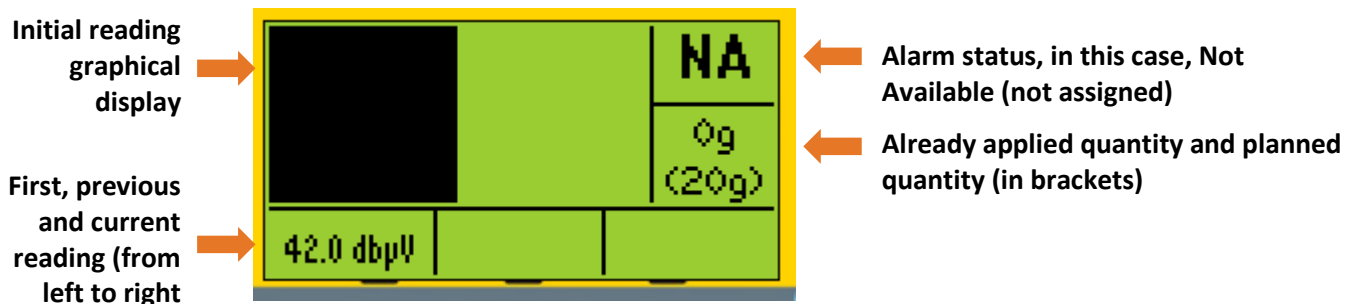 Initial reading
graphical
display
First, previous
and current
reading (from
left to right
NA
0g
(20g)
42.0 dbµV
Alarm status, in this case, Not
Available (not assigned)
Already applied quantity and planned
quantity (in brackets)